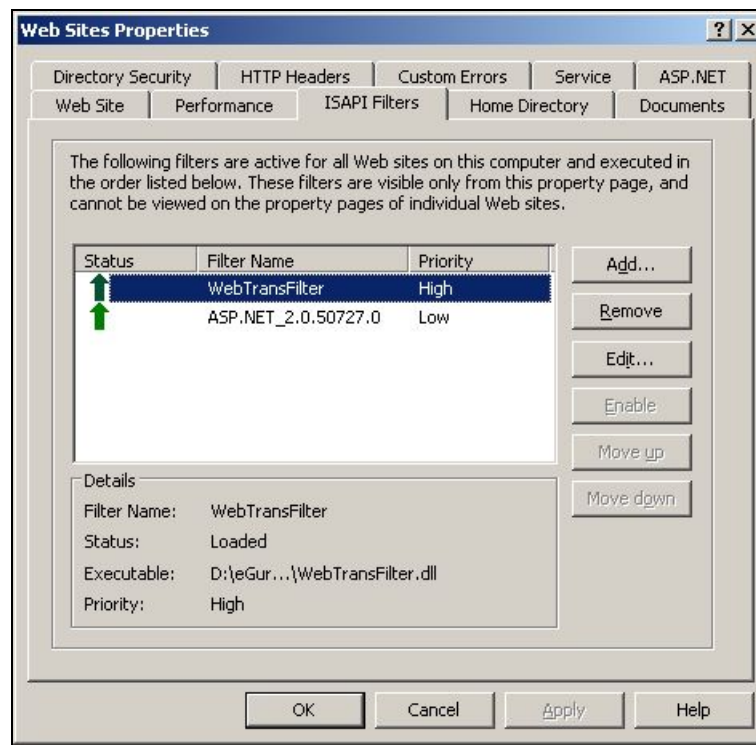 Web Sites Properties
Directory Security HTTP Headers Custom Errors Service ASP.NET
Web Site Performance ISAPI Filters Home Directory Documents
The following filters are active for all Web sites on this computer and executed in
the order listed below. These filters are visible only from this property page, and
cannot be viewed on the property pages of individual Web sites.
Status Filter Name Priority
WebTransFilter High
ASP.NET_2.0.50727.0 Low
Add...
Remove
Edit...
Enable
Move up
Move down
Details
Filter Name: WebTransFilter
Status: Loaded
Executable: D:\eGur...\WebTransFilter.dll
Priority: High
OK Cancel Apply Help